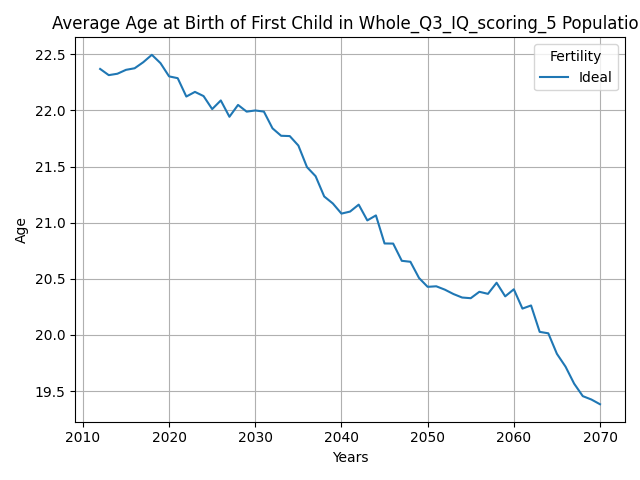 Average Age at Birth of First Child in Whole_Q3_IQ_scoring_5 Populatio
22.5
22.0
21.5
21.0
20.5
20.0
19.5
Age
Fertility
Ideal
2010 2020 2030 2040 2050 2060 2070
Years